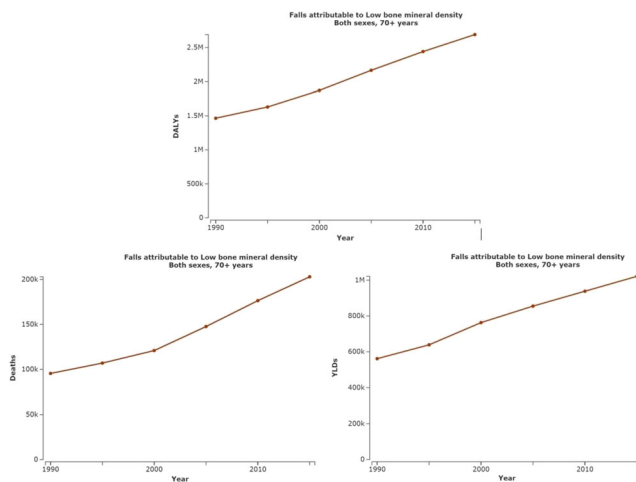 Falls attributable to Low bone mineral density
Both sexes, 70+ years
2.5M
2M
1.5M
1M
500k
0
DALYs
1990
2000
2010
Year
Falls attributable to Low bone mineral density
Both sexes, 70+ years
200k
150k
100k
50k
0
Deaths
1990
2000
2010
Year
Falls attributable to Low bone mineral density
Both sexes, 70+ years
1M
800k
600k
400k
200k
0
YLDs
1990
2000
2010
Year